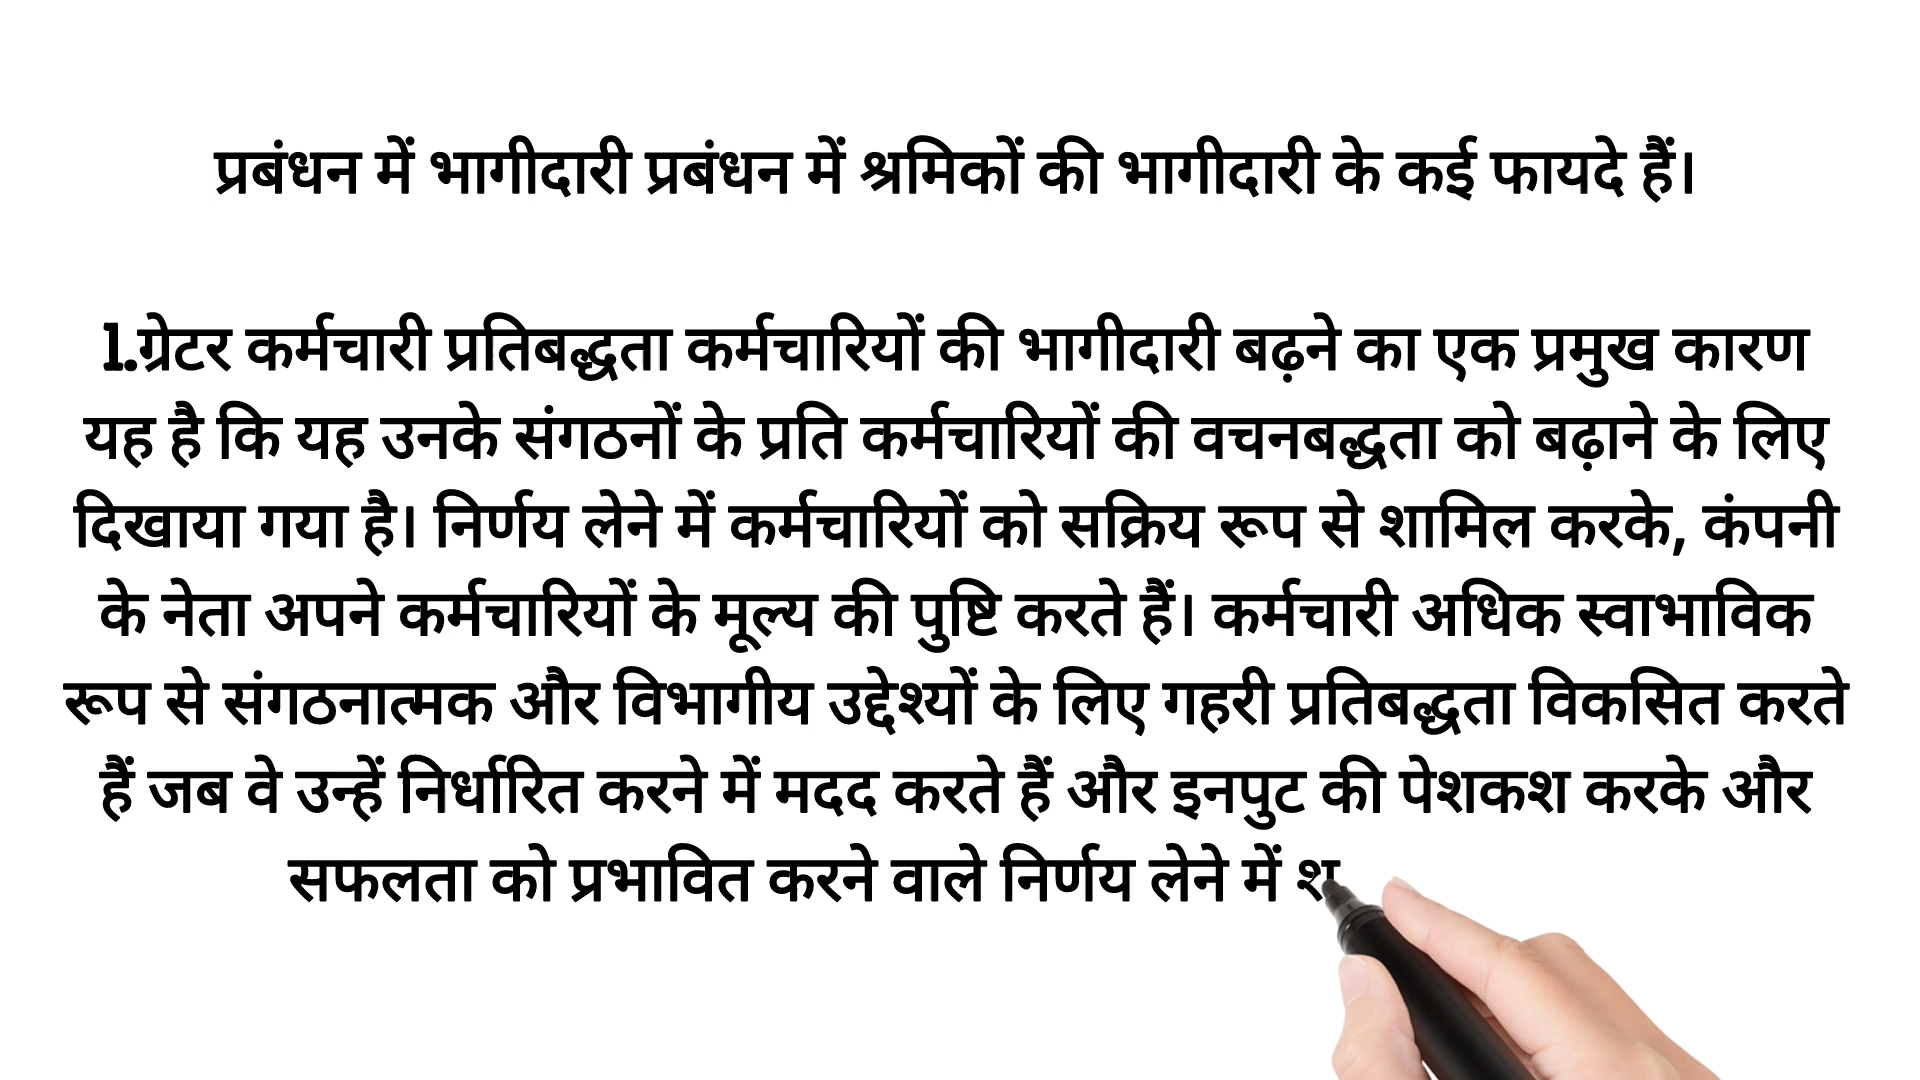 प्रबंधन में भागीदारी प्रबंधन में श्रमिकों की भागीदारी के कई फायदे हैं।
1.ग्रेटर कर्मचारी प्रतिबद्धता कर्मचारियों की भागीदारी बढ़ने का एक प्रमुख कारण
यह है कि यह उनके संगठनों के प्रति कर्मचारियों की वचनबद्धता को बढ़ाने के लिए
दिखाया गया है। निर्णय लेने में कर्मचारियों को सक्रिय रूप से शामिल करके, कंपनी
के नेता अपने कर्मचारियों के मूल्य की पुष्टि करते हैं। कर्मचारी अधिक स्वाभाविक
रूप से संगठनात्मक और विभागीय उद्देश्यों के लिए गहरी प्रतिबद्धता विकसित करते
हैं जब वे उन्हें निर्धारित करने में मदद करते हैं और इनपुट की पेशकश करके और
सफलता को प्रभावित करने वाले निर्णय लेने में